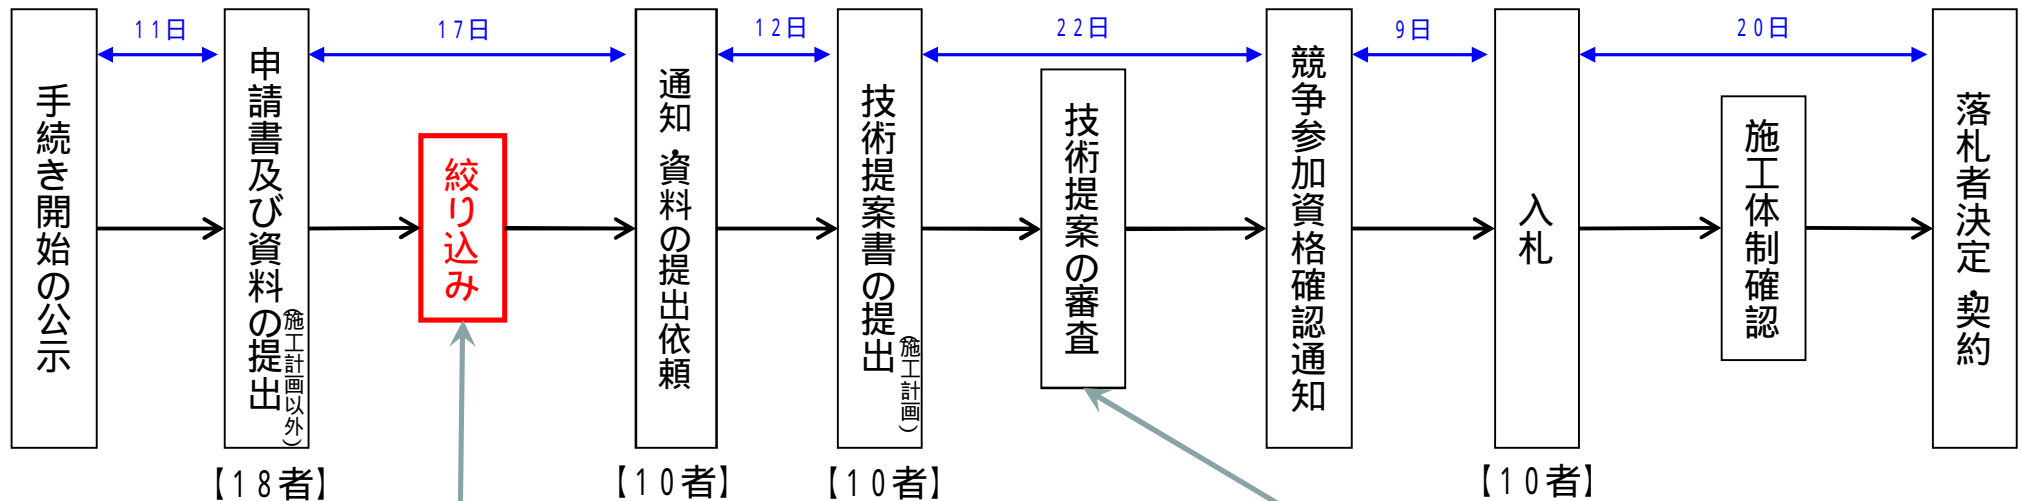 11日
17日
12日
22日
9日
20日
手続き開始の公示
申請書及び資料の提出
(施工計画以外)
絞り込み
通知・資料の提出依頼
技術提案書の提出
(施工計画)
技術提案の審査
競争参加資格確認通知
入札
施工体制確認
落札者決定・契約
【18者】
【10者】
【10者】
【10者】